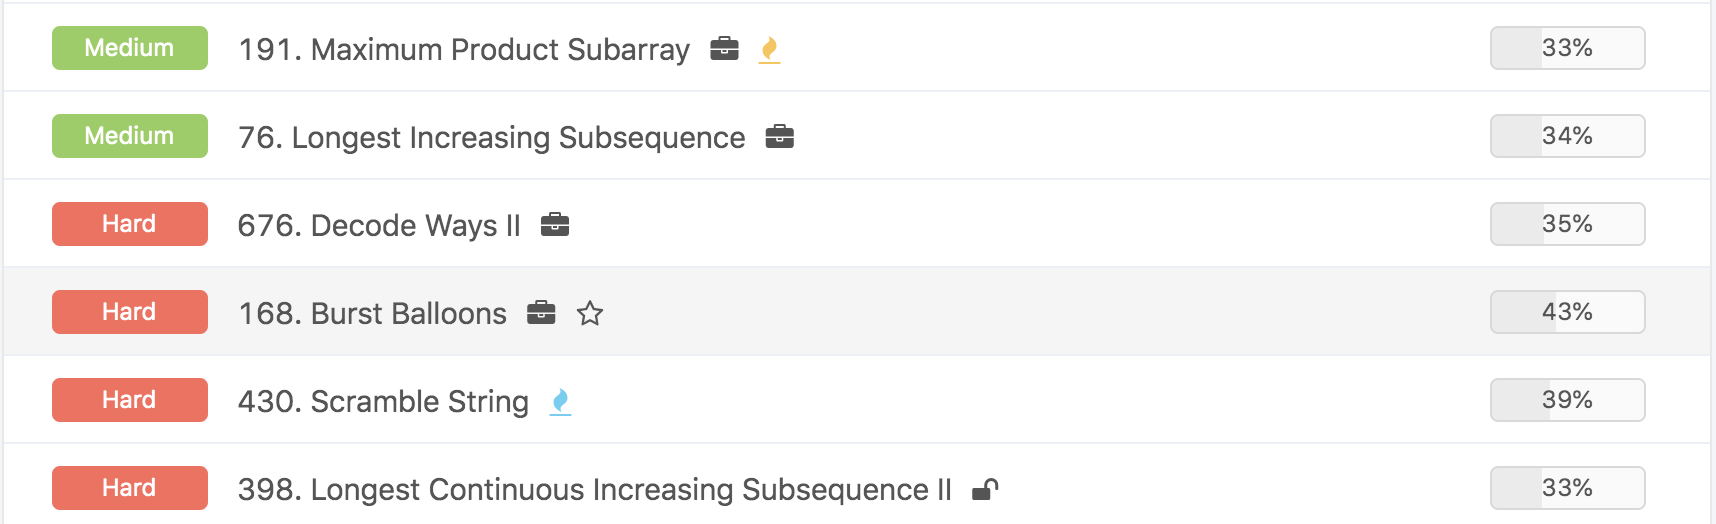 Medium 191. Maximum Product Subarray 33%
Medium 76. Longest Increasing Subsequence 34%
Hard 676. Decode Ways II 35%
Hard 168. Burst Balloons 43%
Hard 430. Scramble String 39%
Hard 398. Longest Continuous Increasing Subsequence II 33%